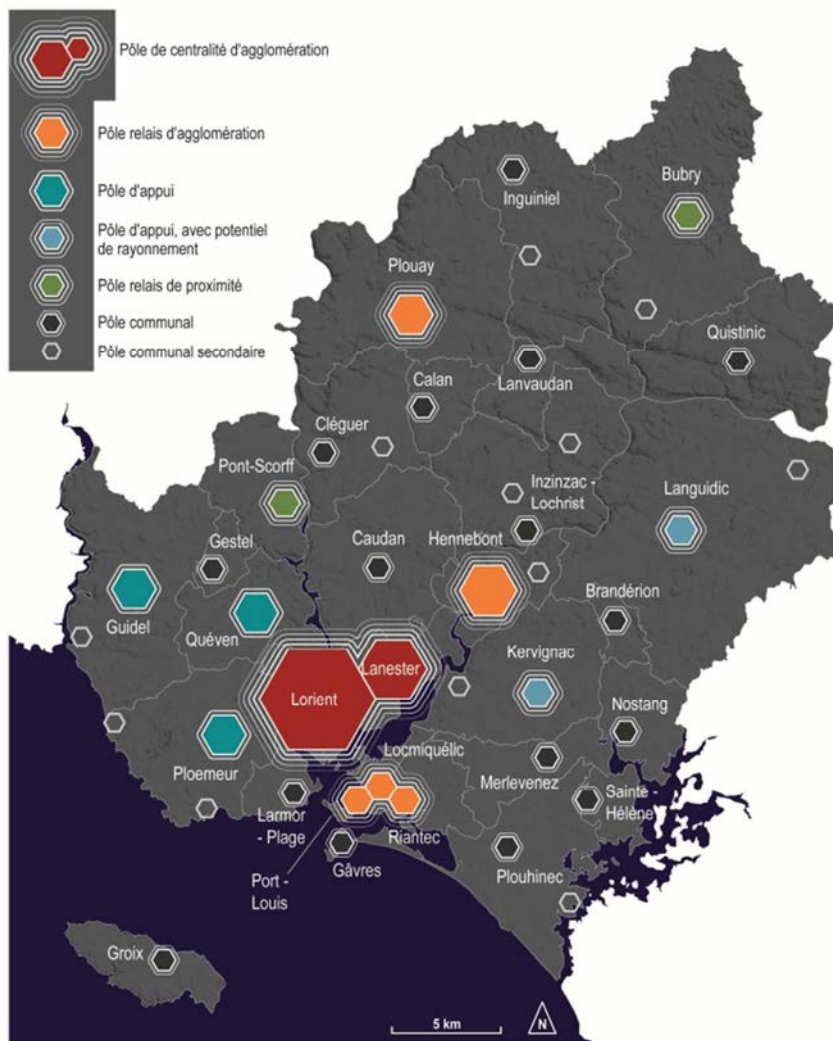 Pôle de centralité d'agglomération
Pôle relais d'agglomération
Pôle d'appui
Pôle d'appui, avec potentiel
de rayonnement
Pôle relais de proximité
Pôle communal
Pôle communal secondaire
Inguiniel
Bubry
Plouay
Quistinic
Lanvaudan
Calan
Cléguer
Pont-Scorff
Inzinzac -
Lochrist
Languidic
Gestel
Caudan
Hennebont
Guidel
Quéven
Brandérion
Kervignac
Lanester
Lorient
Nostang
Ploemeur
Locmiquélic
Merlevenez
Sainte -
Hélène
Larmor
- Plage
Riantec
Port -
Louis
Gâvres
Plouhinec
Groix
5 km
N